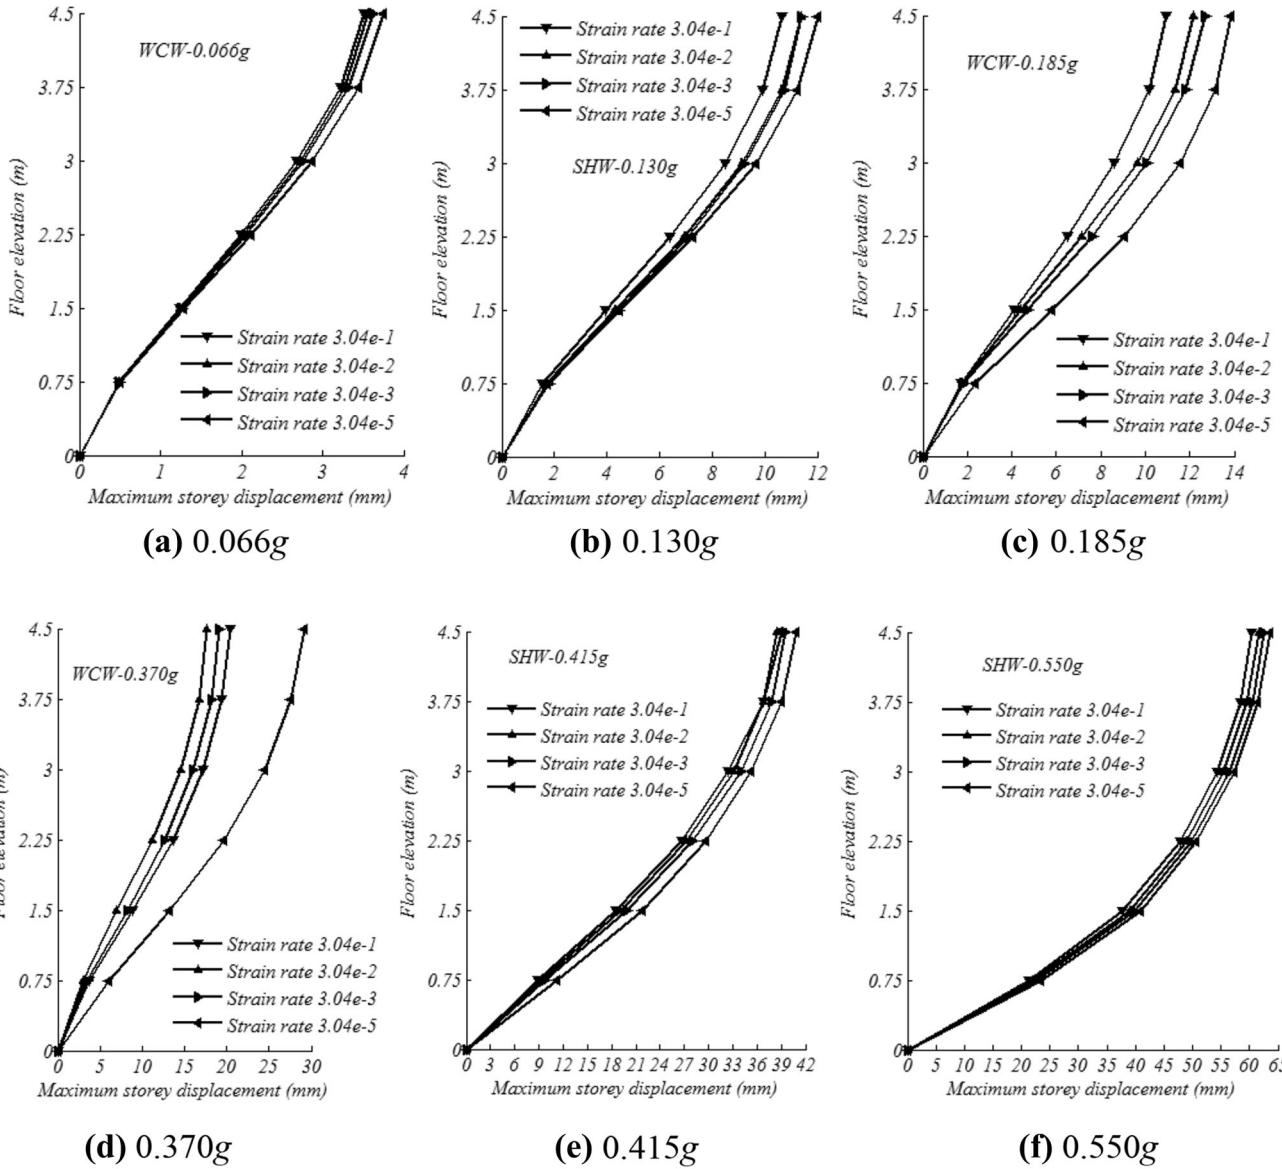 4.5
3.75
3
2.25
1.5
0.75
0
Floor elevation (m)
WCW-0.066g
Strain rate 3.04e-1
Strain rate 3.04e-2
Strain rate 3.04e-3
Strain rate 3.04e-5
0 1 2 3 4
Maximum storey displacement (mm)
(a) 0.066g
4.5
3.75
3
2.25
1.5
0.75
0
Floor elevation (m)
Strain rate 3.04e-1
Strain rate 3.04e-2
Strain rate 3.04e-3
Strain rate 3.04e-5
SHW-0.130g
0 2 4 6 8 10 12
Maximum storey displacement (mm)
(b) 0.130g
4.5
3.75
3
2.25
1.5
0.75
0
Floor elevation (m)
WCW-0.185g
Strain rate 3.04e-1
Strain rate 3.04e-2
Strain rate 3.04e-3
Strain rate 3.04e-5
0 2 4 6 8 10 12 14
Maximum storey displacement (mm)
(c) 0.185g
4.5
3.75
3
2.25
1.5
0.75
0
Floor elevation (m)
WCW-0.370g
Strain rate 3.04e-1
Strain rate 3.04e-2
Strain rate 3.04e-3
Strain rate 3.04e-5
0 5 10 15 20 25 30
Maximum storey displacement (mm)
(d) 0.370g
4.5
3.75
3
2.25
1.5
0.75
0
Floor elevation (m)
SHW-0.415g
Strain rate 3.04e-1
Strain rate 3.04e-2
Strain rate 3.04e-3
Strain rate 3.04e-5
0 3 6 9 12 15 18 21 24 27 30 33 36 39 42
Maximum storey displacement (mm)
(e) 0.415g
4.5
3.75
3
2.25
1.5
0.75
0
Floor elevation (m)
SHW-0.550g
Strain rate 3.04e-1
Strain rate 3.04e-2
Strain rate 3.04e-3
Strain rate 3.04e-5
0 5 10 15 20 25 30 35 40 45 50 55 60 65
Maximum storey displacement (mm)
(f) 0.550g